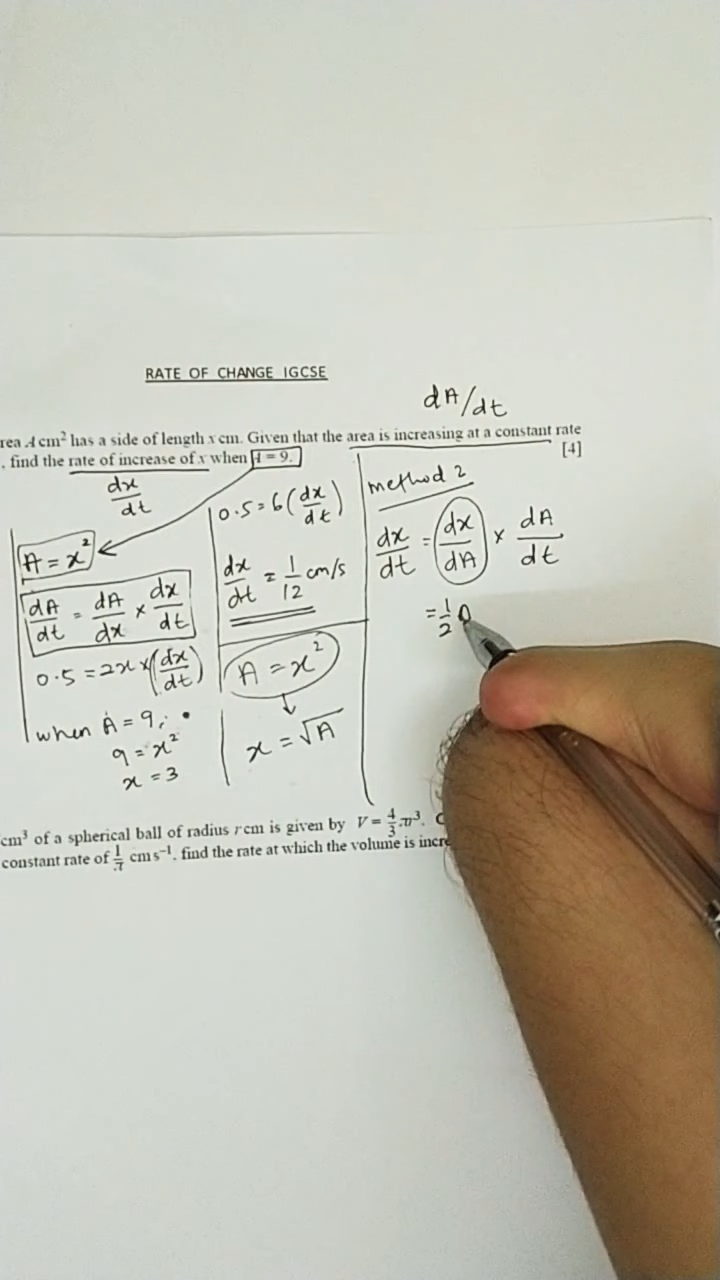 RATE OF CHANGE IGCSE
dA/dt
rea A cm² has a side of length x cm. Given that the area is increasing at a constant rate
, find the rate of increase of x when A = 9.
[4]
dx/dt
A = x²
dA/dt = dA/dx × dx/dt
0.5 = 2x × (dx/dt)
when A = 9,
9 = x²
x = 3
0.5 = 6(dx/dt)
dx/dt = 1/12 cm/s
A = x²
↓
x = √A
method 2
dx/dt = dx/dA × dA/dt
= 1/2
cm³ of a spherical ball of radius r cm is given by V = 4/3 πr³.
constant rate of 1/π cm s⁻¹, find the rate at which the volume is incre